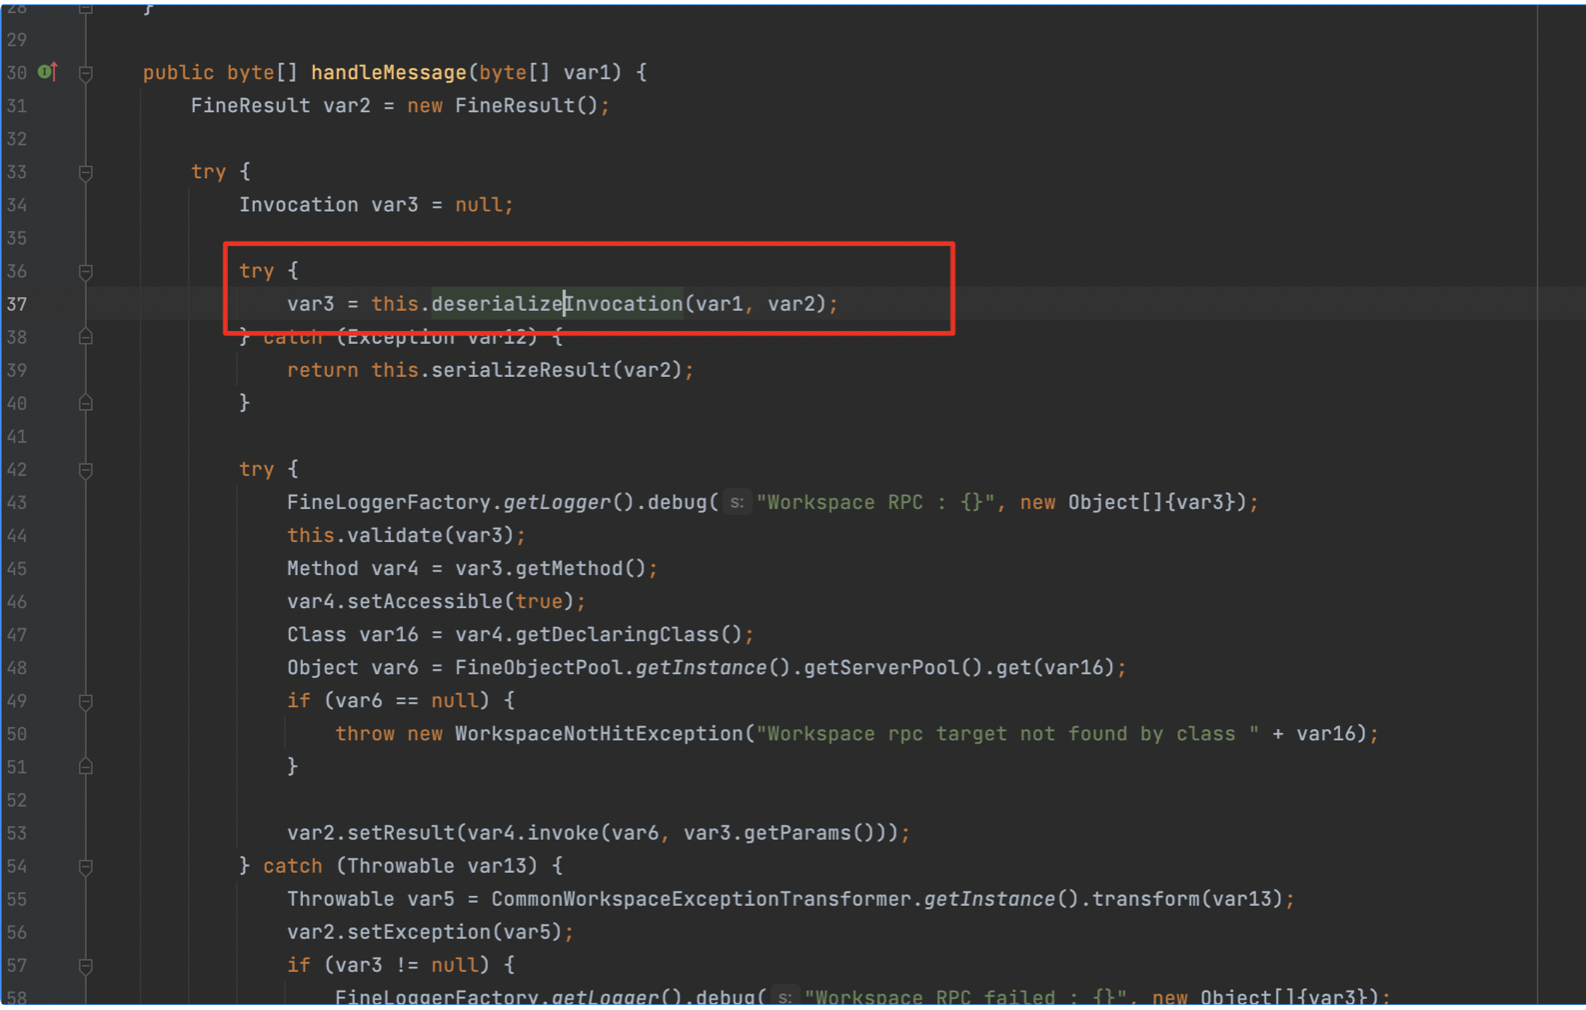 28 }
29
30 public byte[] handleMessage(byte[] var1) {
31 FineResult var2 = new FineResult();
32
33 try {
34 Invocation var3 = null;
35
36 try {
37 var3 = this.deserializeInvocation(var1, var2);
38 } catch (Exception var12) {
39 return this.serializeResult(var2);
40 }
41
42 try {
43 FineLoggerFactory.getLogger().debug( s: "Workspace RPC : {}", new Object[]{var3});
44 this.validate(var3);
45 Method var4 = var3.getMethod();
46 var4.setAccessible(true);
47 Class var16 = var4.getDeclaringClass();
48 Object var6 = FineObjectPool.getInstance().getServerPool().get(var16);
49 if (var6 == null) {
50 throw new WorkspaceNotHitException("Workspace rpc target not found by class " + var16);
51 }
52
53 var2.setResult(var4.invoke(var6, var3.getParams()));
54 } catch (Throwable var13) {
55 Throwable var5 = CommonWorkspaceExceptionTransformer.getInstance().transform(var13);
56 var2.setException(var5);
57 if (var3 != null) {
58 FineLoggerFactory.getLogger().debug( s: "Workspace RPC failed : {}", new Object[]{var3});